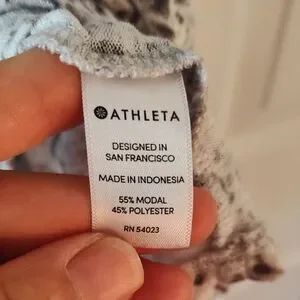 ATHLETA
DESIGNED IN
SAN FRANCISCO
MADE IN INDONESIA
55% MODAL
45% POLYESTER
RN 54023